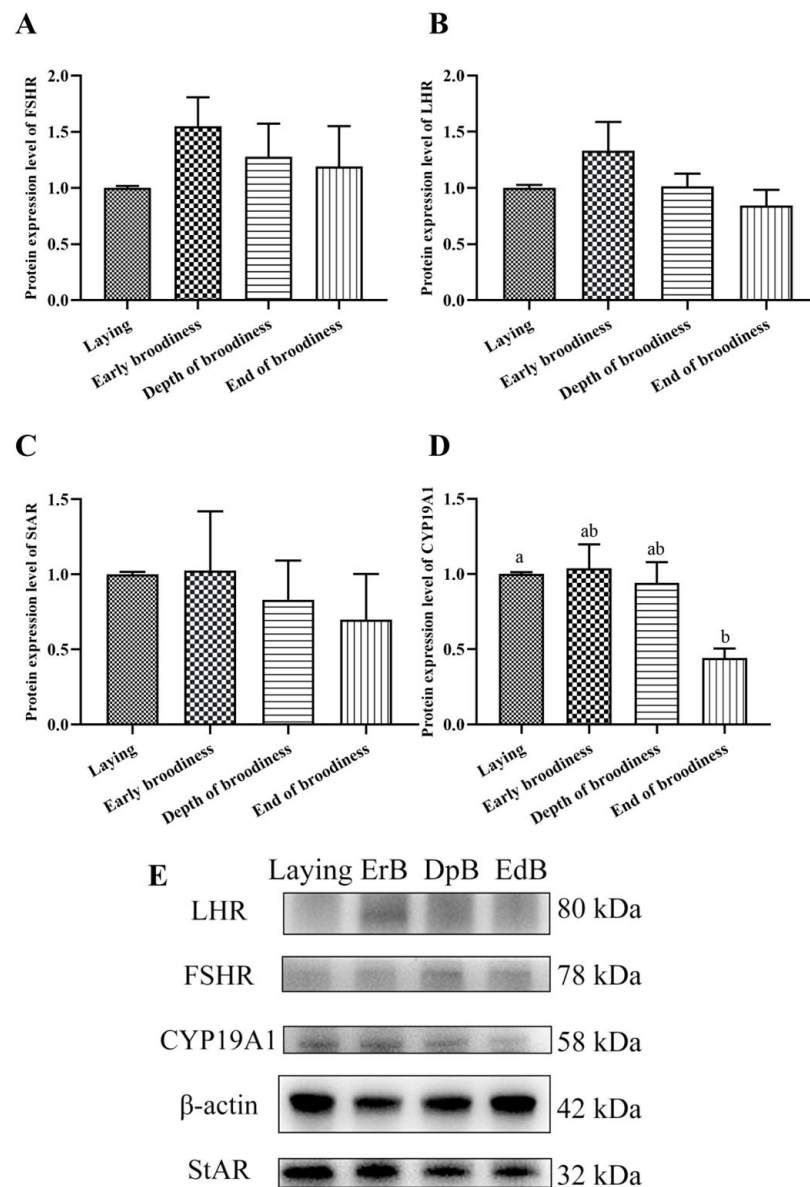 A
Protein expression level of FSHR
2.0
1.5
1.0
0.5
0.0
Laying
Early broodiness
Depth of broodiness
End of broodiness
B
Protein expression level of LHR
2.0
1.5
1.0
0.5
0.0
Laying
Early broodiness
Depth of broodiness
End of broodiness
C
Protein expression level of StAR
1.5
1.0
0.5
0.0
Laying
Early broodiness
Depth of broodiness
End of broodiness
D
Protein expression level of CYP19A1
1.5
1.0
0.5
0.0
a
ab
ab
b
Laying
Early broodiness
Depth of broodiness
End of broodiness
E
Laying ErB DpB EdB
LHR 80 kDa
FSHR 78 kDa
CYP19A1 58 kDa
β-actin 42 kDa
StAR 32 kDa